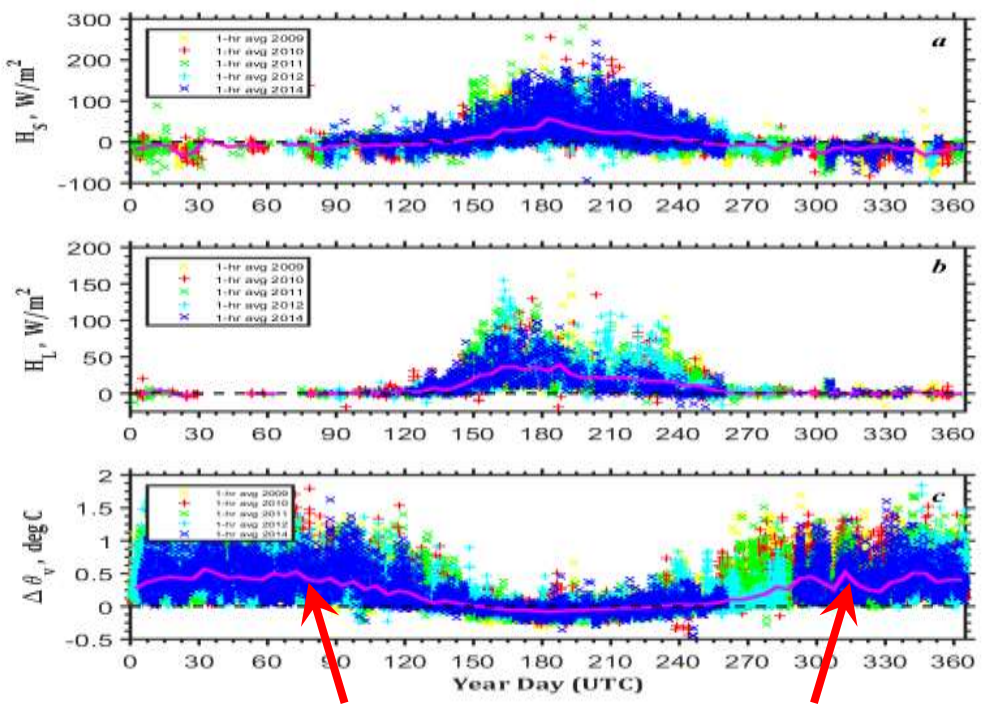 300
200
100
0
-100
H_S, W/m²
1-hr avg 2009
1-hr avg 2010
1-hr avg 2011
1-hr avg 2012
1-hr avg 2014
a
0 30 60 90 120 150 180 210 240 270 300 330 360
200
150
100
50
0
H_L, W/m²
1-hr avg 2009
1-hr avg 2010
1-hr avg 2011
1-hr avg 2012
1-hr avg 2014
b
0 30 60 90 120 150 180 210 240 270 300 330 360
2
1.5
1
0.5
0
-0.5
Δθ_v, deg C
1-hr avg 2009
1-hr avg 2010
1-hr avg 2011
1-hr avg 2012
1-hr avg 2014
c
0 30 60 90 120 150 180 210 240 270 300 330 360
Year Day (UTC)